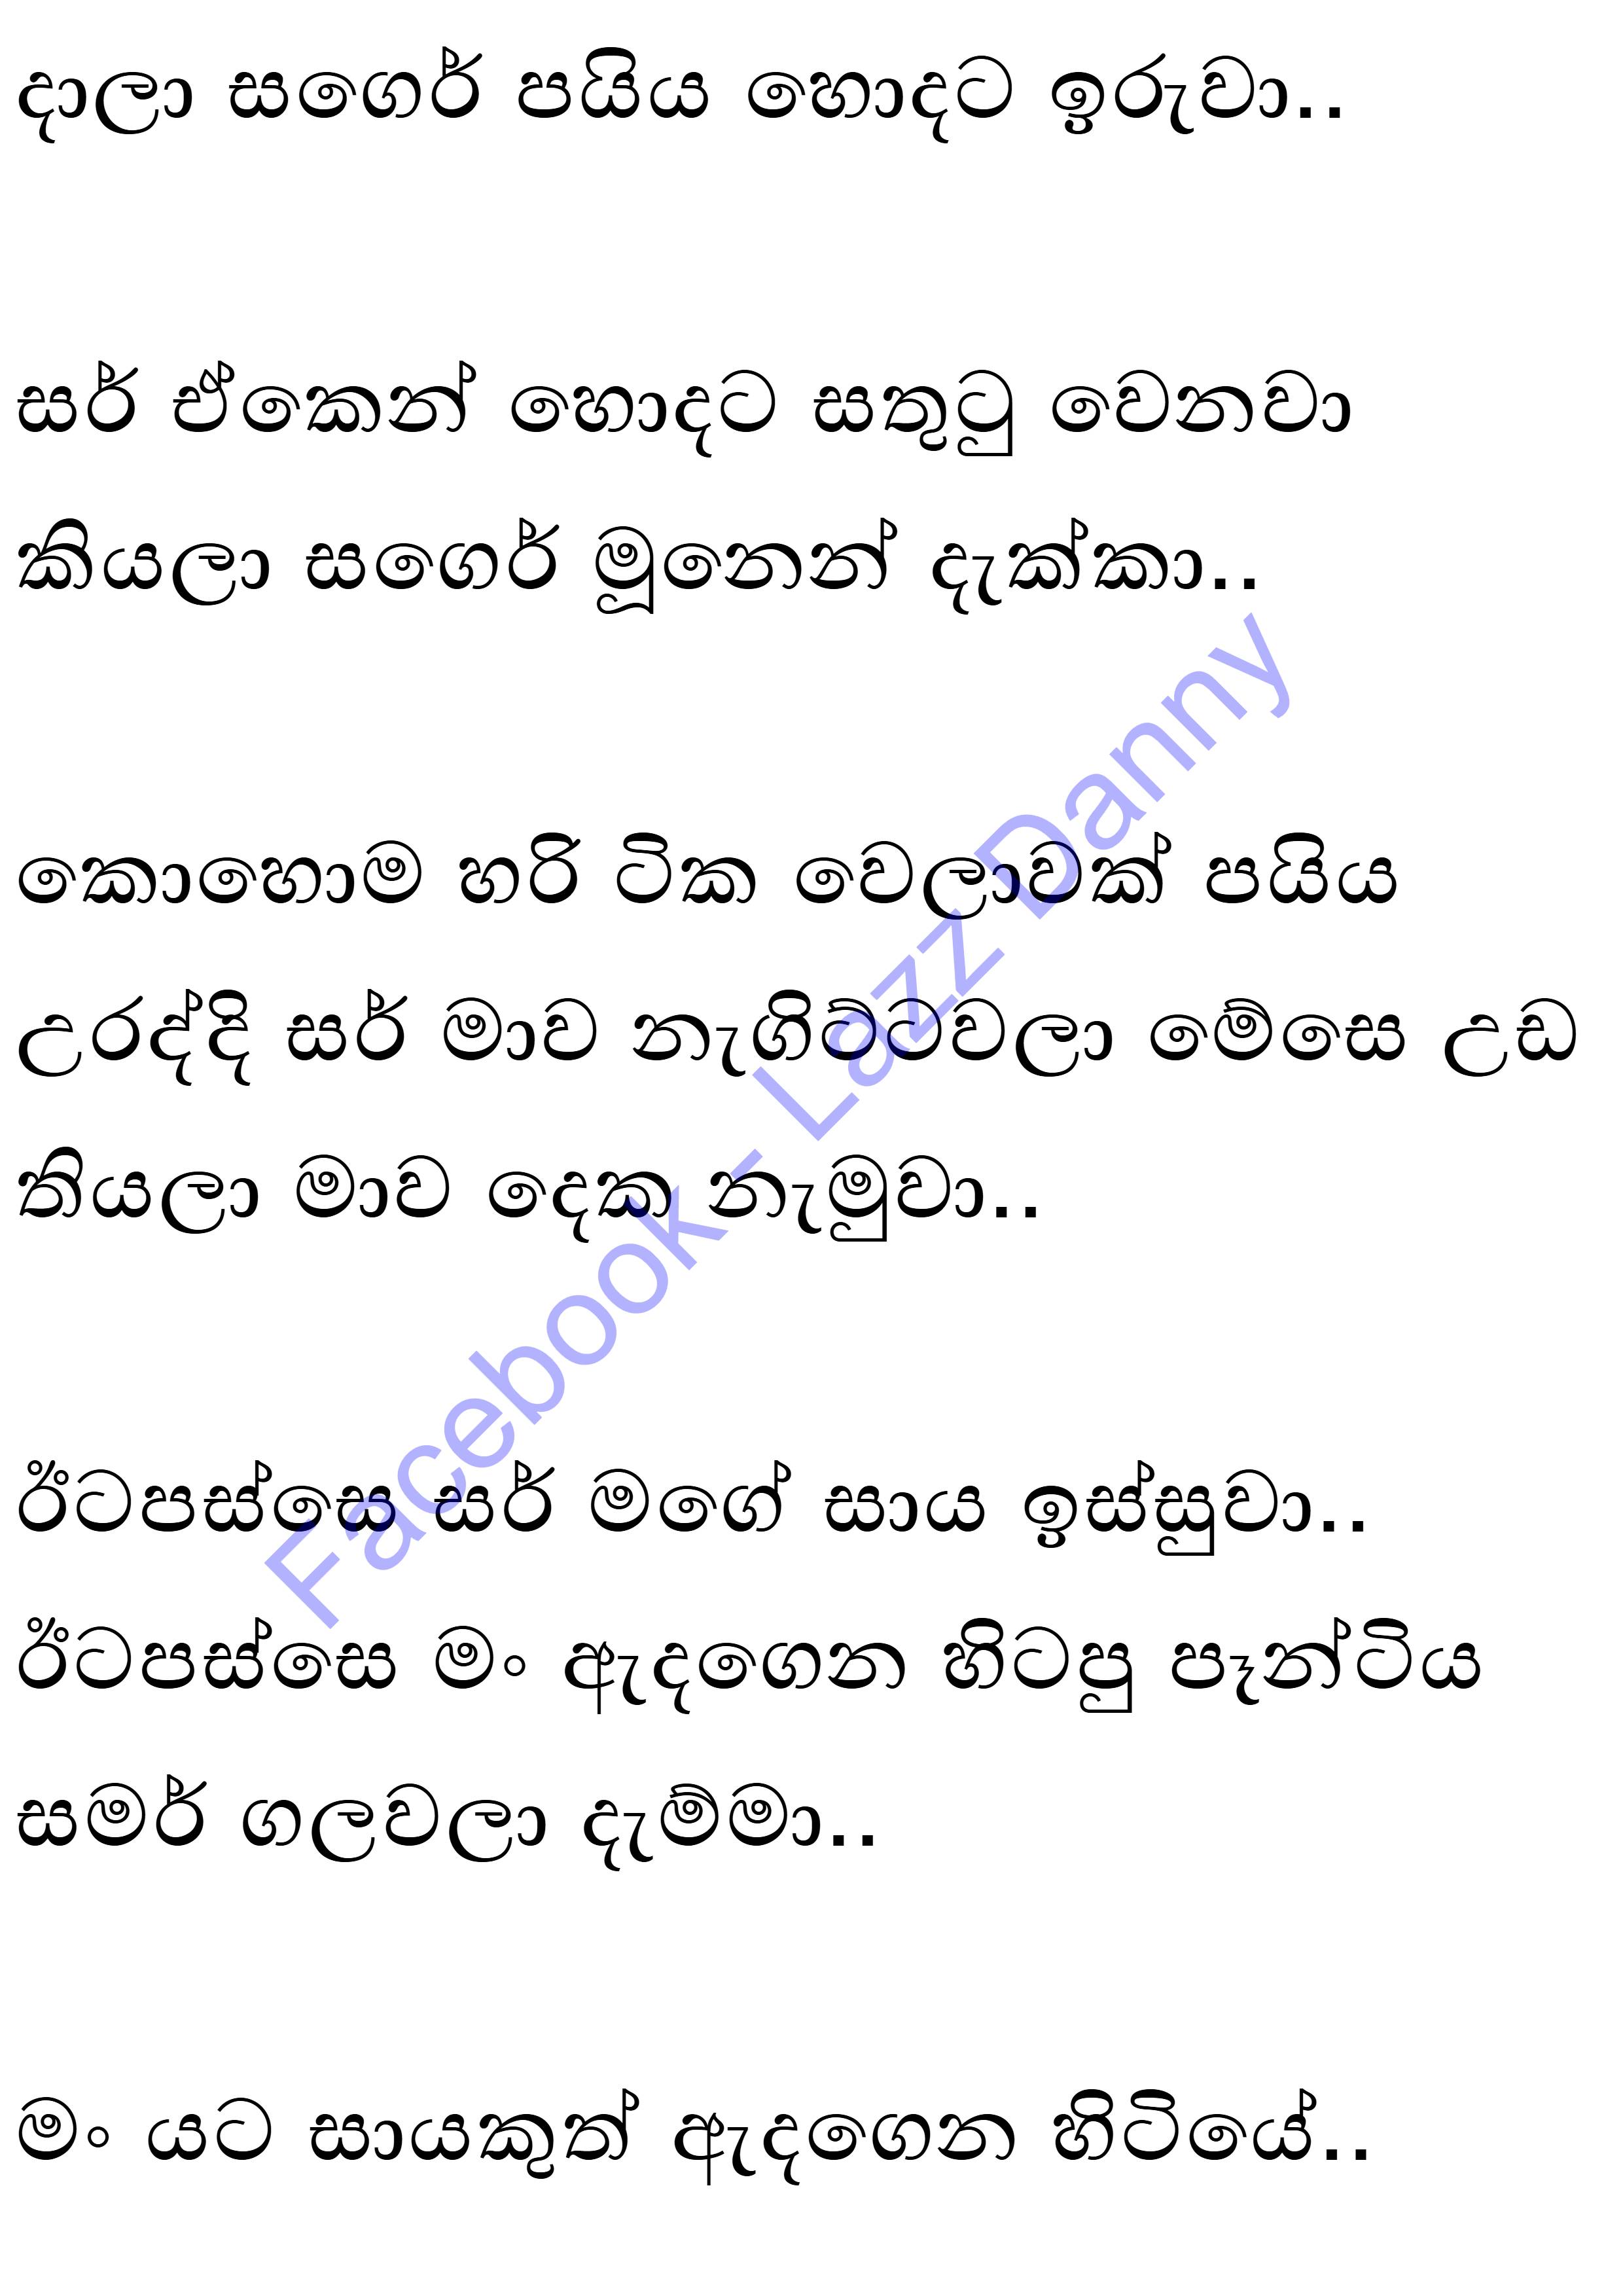 දාලා සගෙර් පයිය හොදට ඉරුවා..
සර් ඒකෙන් හොදට සතුටු වෙනවා
කියලා සගෙර් මූනෙන් දැක්කා..
කොහොම හරි ටික වෙලාවක් පයිය
උරද්දි සර් මාව නැගිට්ටවලා මේසෙ උඩ
තියලා මාව දෙක නැමුවා..
ඊටපස්සෙ සර් මගේ සාය ඉස්සුවා..
ඊටපස්සෙ මං ඇදගෙන හිටපු පෑන්ටිය
සමර් ගලවලා දැම්මා..
මං යට සායකුත් ඇදගෙන හිටියේ..
Facebook - Lazz Danny